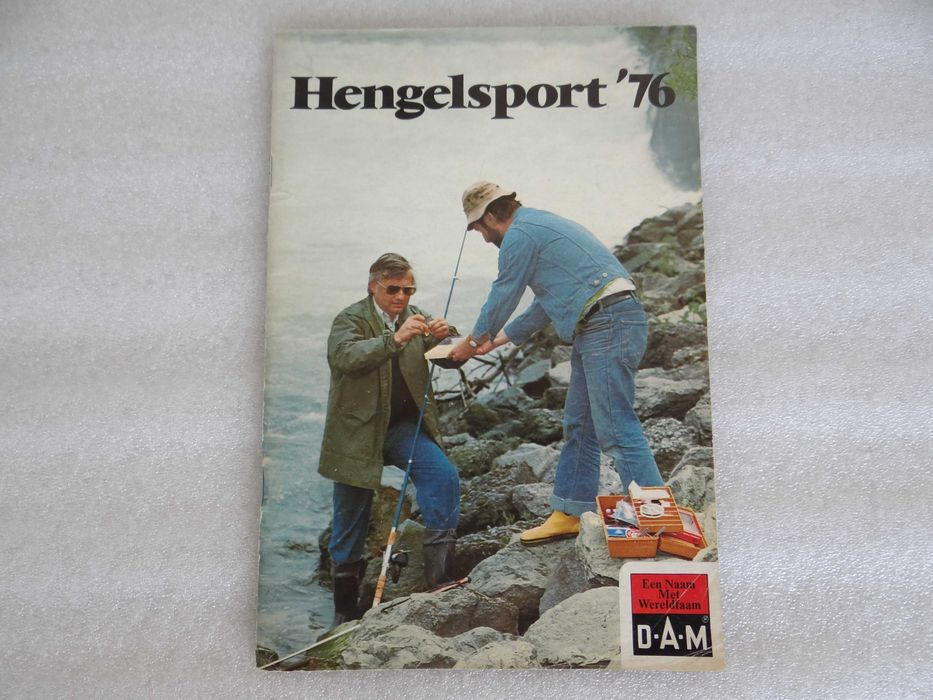 Hengelsport '76
Een Naam
Met
Wereldfaam
D·A·M®